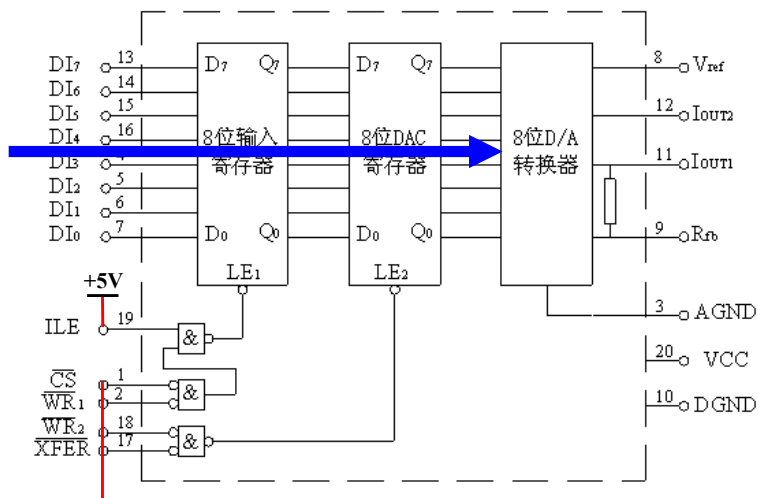 DI7 13 D7 Q7 D7 Q7 8 Vref
DI6 14
DI5 15 12 IOUT2
DI4 16 8位输入 8位DAC 8位D/A
寄存器 寄存器 转换器
DI3 11 IOUT1
DI2 5
DI1 6
DI0 7 D0 Q0 D0 Q0 9 Rfb
LE1 LE2
+5V
3 AGND
ILE 19 &
20 VCC
CS 1
& 10 DGND
WR1 2
WR2 18
&
XFER 17